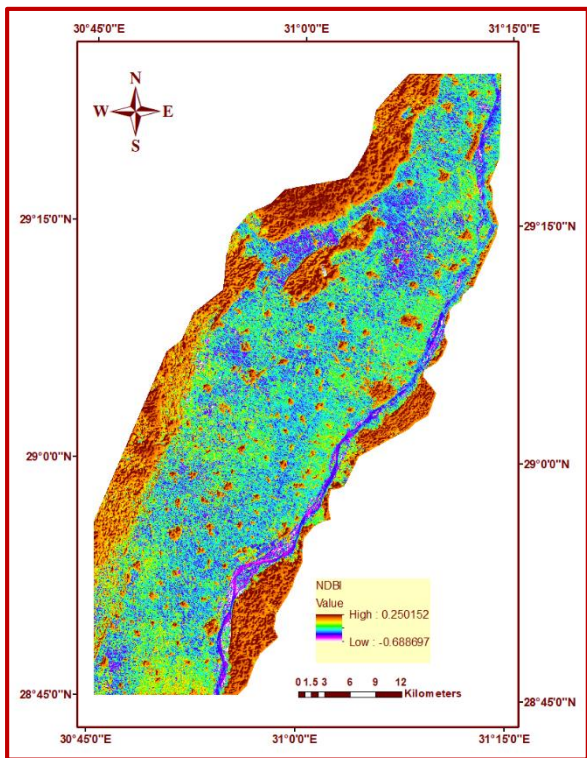 30°45'0"E 31°0'0"E 31°15'0"E
N
W E
S
29°15'0"N 29°15'0"N
29°0'0"N 29°0'0"N
NDBI
Value
High : 0.250152
Low : -0.688697
0 1.5 3 6 9 12
Kilometers
28°45'0"N 28°45'0"N
30°45'0"E 31°0'0"E 31°15'0"E